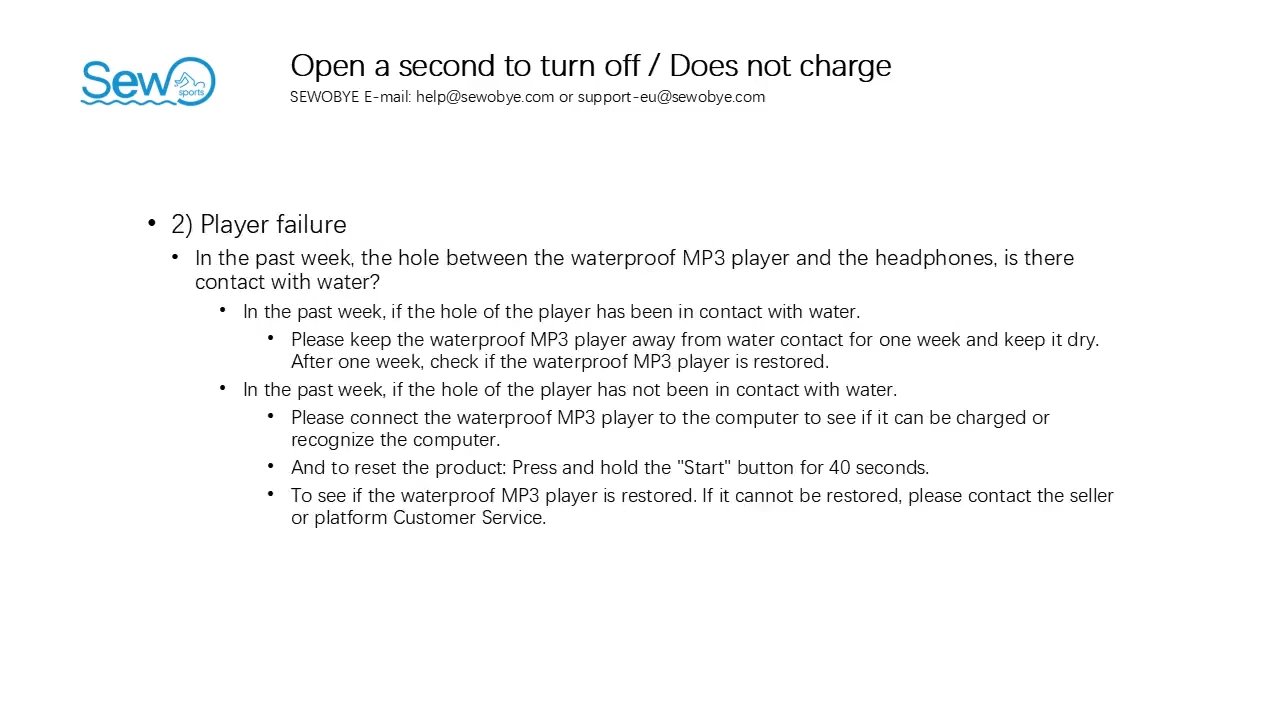 Sew
sports
Open a second to turn off / Does not charge
SEWOBYE E-mail: help@sewobye.com or support-eu@sewobye.com
• 2) Player failure
• In the past week, the hole between the waterproof MP3 player and the headphones, is there
contact with water?
• In the past week, if the hole of the player has been in contact with water.
• Please keep the waterproof MP3 player away from water contact for one week and keep it dry.
After one week, check if the waterproof MP3 player is restored.
• In the past week, if the hole of the player has not been in contact with water.
• Please connect the waterproof MP3 player to the computer to see if it can be charged or
recognize the computer.
• And to reset the product: Press and hold the "Start" button for 40 seconds.
• To see if the waterproof MP3 player is restored. If it cannot be restored, please contact the seller
or platform Customer Service.